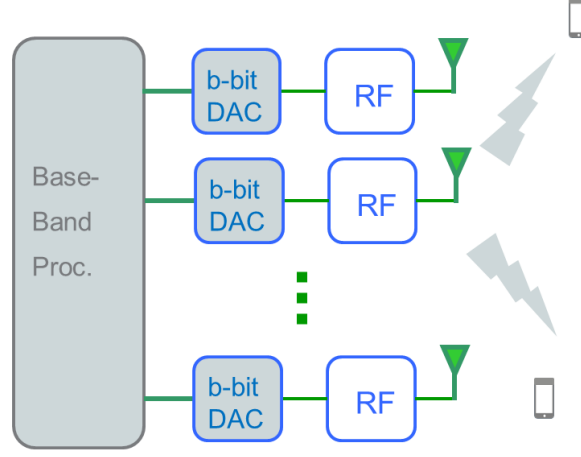 Base-
Band
Proc.
b-bit
DAC
RF
b-bit
DAC
RF
b-bit
DAC
RF